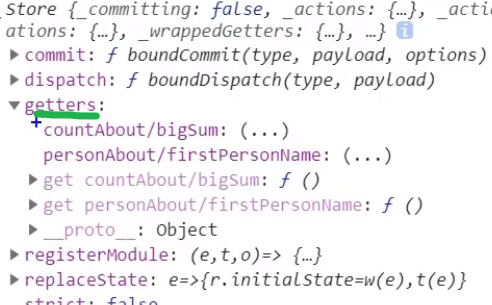 Store {_committing: false, _actions: {…}, _actio
ations: {…}, _wrappedGetters: {…}, …} i
▶ commit: ƒ boundCommit(type, payload, options)
▶ dispatch: ƒ boundDispatch(type, payload)
▼ getters:
countAbout/bigSum: (...)
personAbout/firstPersonName: (...)
▶ get countAbout/bigSum: ƒ ()
▶ get personAbout/firstPersonName: ƒ ()
▶ __proto__: Object
▶ registerModule: (e,t,o)=> {…}
▶ replaceState: e=>{r.initialState=w(e),t(e)}
strict: false